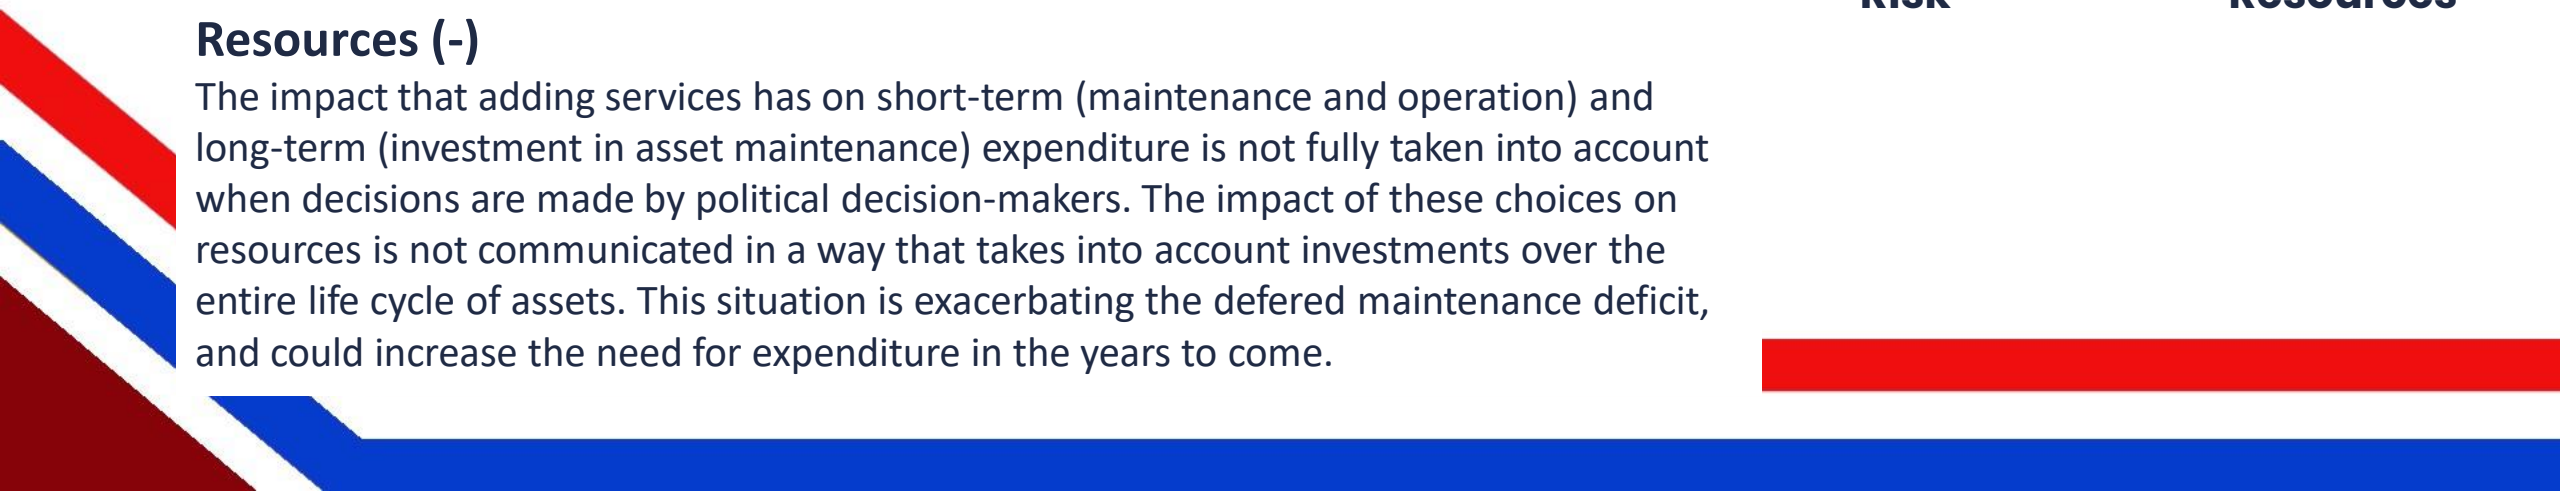 Risk Resources
Resources (-)
The impact that adding services has on short-term (maintenance and operation) and
long-term (investment in asset maintenance) expenditure is not fully taken into account
when decisions are made by political decision-makers. The impact of these choices on
resources is not communicated in a way that takes into account investments over the
entire life cycle of assets. This situation is exacerbating the defered maintenance deficit,
and could increase the need for expenditure in the years to come.